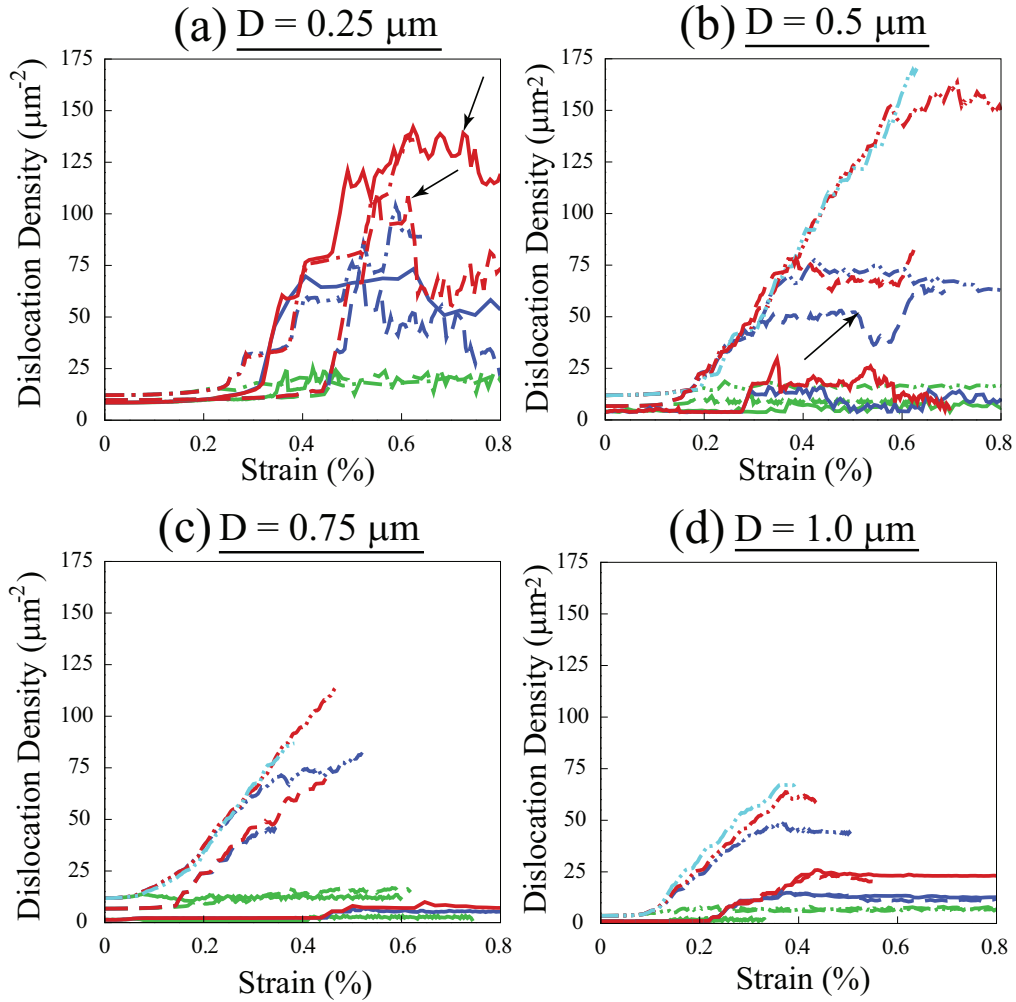 (a) D = 0.25 μm
Dislocation Density (μm⁻²)
175
150
125
100
75
50
25
0
0 0.2 0.4 0.6 0.8
Strain (%)
(b) D = 0.5 μm
Dislocation Density (μm⁻²)
175
150
125
100
75
50
25
0
0 0.2 0.4 0.6 0.8
Strain (%)
(c) D = 0.75 μm
Dislocation Density (μm⁻²)
175
150
125
100
75
50
25
0
0 0.2 0.4 0.6 0.8
Strain (%)
(d) D = 1.0 μm
Dislocation Density (μm⁻²)
175
150
125
100
75
50
25
0
0 0.2 0.4 0.6 0.8
Strain (%)